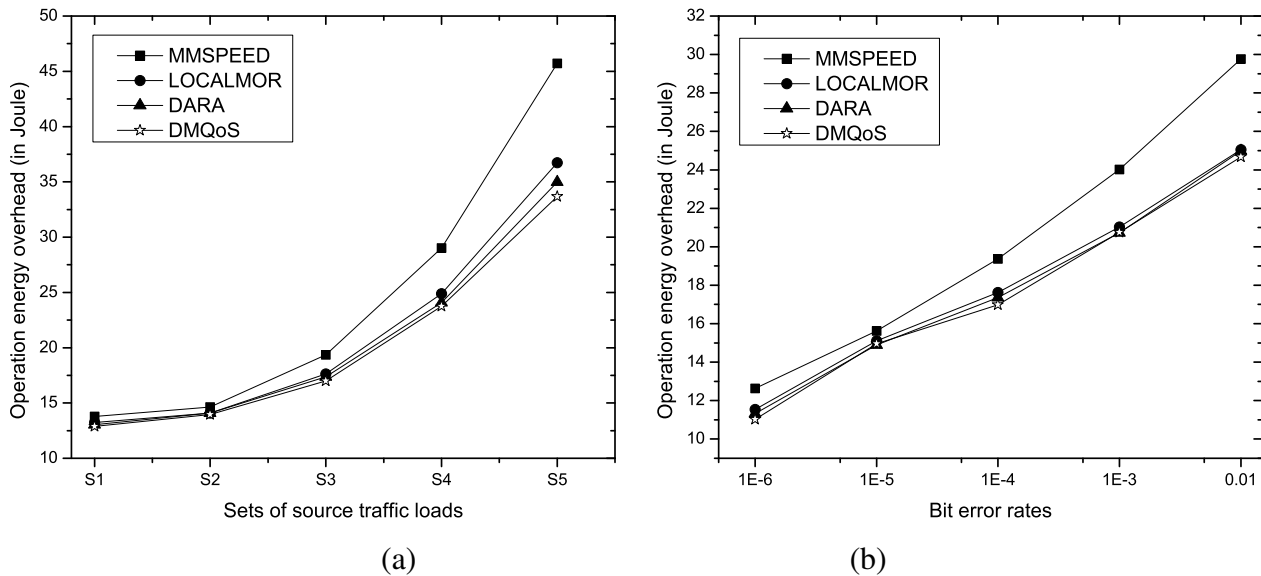 50
45
40
35
30
25
20
15
10
Operation energy overhead (in Joule)
MMSPEED
LOCALMOR
DARA
DMQoS
S1 S2 S3 S4 S5
Sets of source traffic loads
(a)
32
30
28
26
24
22
20
18
16
14
12
10
Operation energy overhead (in Joule)
MMSPEED
LOCALMOR
DARA
DMQoS
1E-6 1E-5 1E-4 1E-3 0.01
Bit error rates
(b)